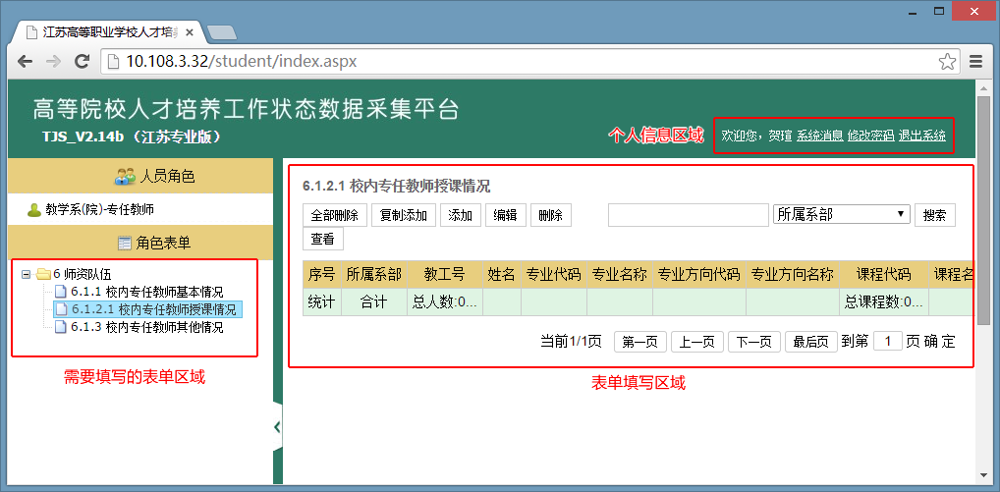 江苏高等职业学校人才培养
10.108.3.32/student/index.aspx
高等院校人才培养工作状态数据采集平台
TJS_V2.14b （江苏专业版）
个人信息区域
欢迎您，贺瑄 系统消息 修改密码 退出系统
人员角色
教学系(院)-专任教师
角色表单
6 师资队伍
6.1.1 校内专任教师基本情况
6.1.2.1 校内专任教师授课情况
6.1.3 校内专任教师其他情况
需要填写的表单区域
6.1.2.1 校内专任教师授课情况
全部删除 复制添加 添加 编辑 删除 所属系部 搜索
查看
序号 所属系部 教工号 姓名 专业代码 专业名称 专业方向代码 专业方向名称 课程代码 课程名
统计 合计 总人数:0... 总课程数:0...
当前1/1页 第一页 上一页 下一页 最后页 到第 1 页 确 定
表单填写区域